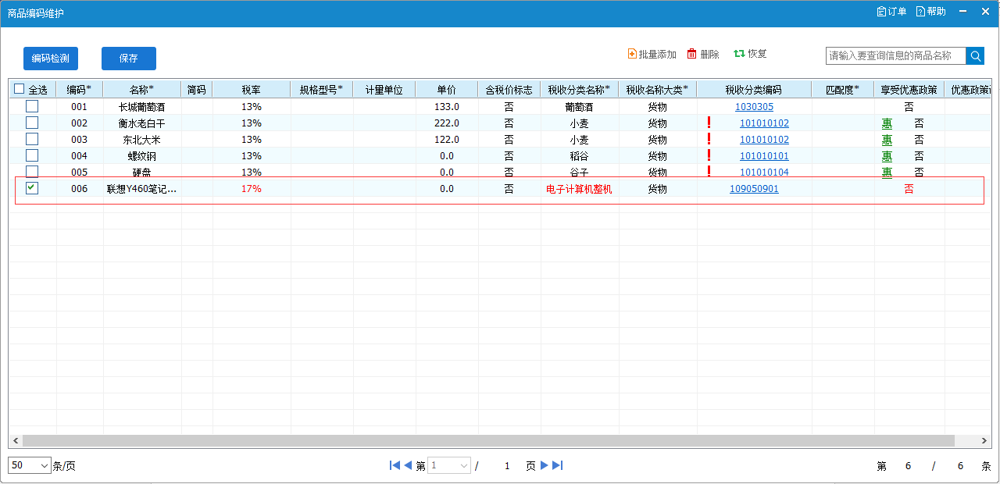 商品编码维护 订单 帮助
编码检测 保存 批量添加 删除 恢复 请输入要查询信息的商品名称
全选 编码* 名称* 简码 税率 规格型号* 计量单位 单价 含税价标志 税收分类名称* 税收名称大类* 税收分类编码 匹配度* 享受优惠政策 优惠政策
001 长城葡萄酒 13% 133.0 否 葡萄酒 货物 1030305 否
002 衡水老白干 13% 222.0 否 小麦 货物 ! 101010102 惠 否
003 东北大米 13% 122.0 否 小麦 货物 ! 101010102 惠 否
004 螺纹钢 13% 0.0 否 稻谷 货物 ! 101010101 惠 否
005 硬盘 13% 0.0 否 谷子 货物 ! 101010104 惠 否
006 联想Y460笔记... 17% 0.0 否 电子计算机整机 货物 109050901 否
50 条/页 第 1 / 1 页 第 6 / 6 条